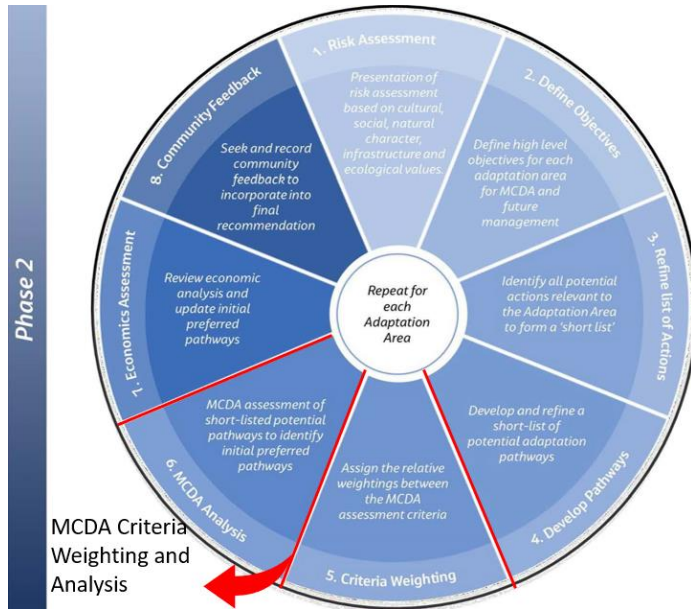 Phase 2
1. Risk Assessment
Presentation of
risk assessment
based on cultural,
social, natural
character,
infrastructure and
ecological values.
2. Define Objectives
Define high level
objectives for each
adaptation area
for MCDA and
future
management
3. Refine list of Actions
Identify all potential
actions relevant to
the Adaptation Area
to form a 'short list'
4. Develop Pathways
Develop and refine a
short-list of
potential adaptation
pathways
5. Criteria Weighting
Assign the relative
weightings between
the MCDA
assessment criteria
6. MCDA Analysis
MCDA assessment of
short-listed potential
pathways to identify
initial preferred
pathways
7. Economics Assessment
Review economic
analysis and
update initial
preferred
pathways
8. Community Feedback
Seek and record
community
feedback to
incorporate into
final
recommendation
Repeat for
each
Adaptation
Area
MCDA Criteria
Weighting and
Analysis